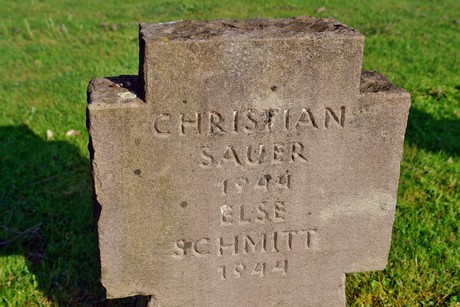 CHRISTIAN
SAUER
1944
ELSE
SCHMITT
1944